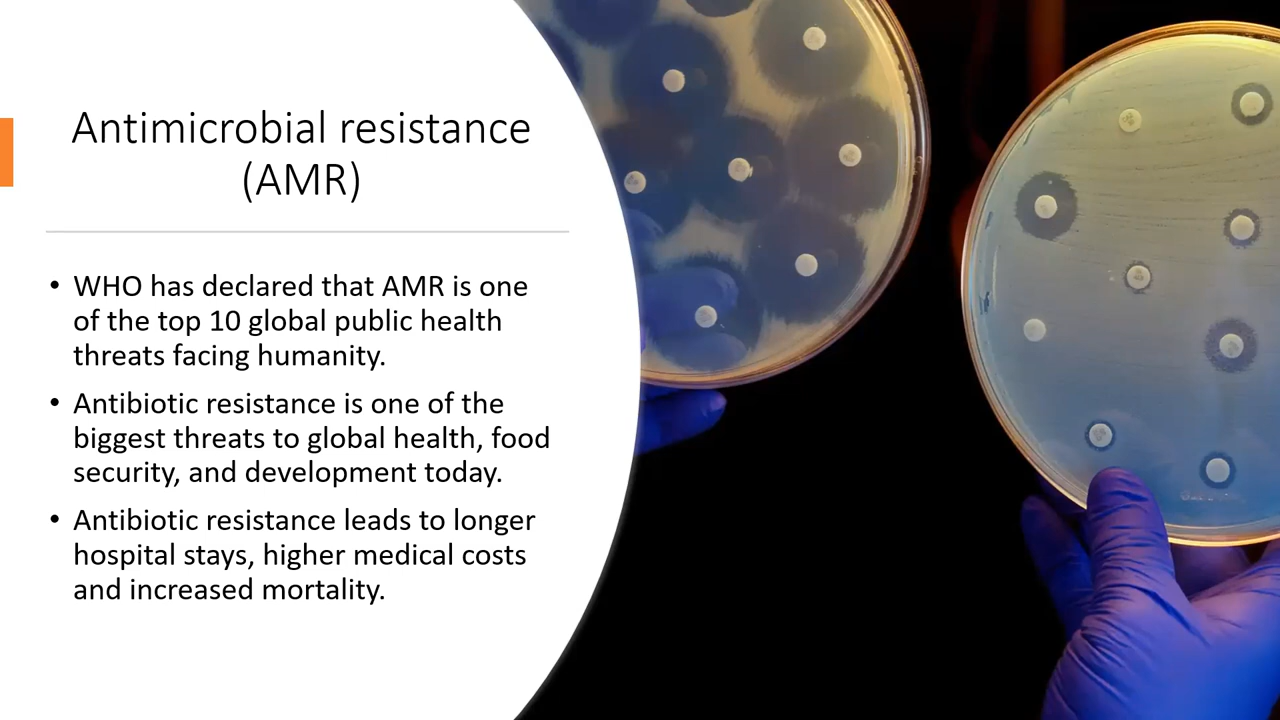 Antimicrobial resistance
(AMR)
• WHO has declared that AMR is one
of the top 10 global public health
threats facing humanity.
• Antibiotic resistance is one of the
biggest threats to global health, food
security, and development today.
• Antibiotic resistance leads to longer
hospital stays, higher medical costs
and increased mortality.